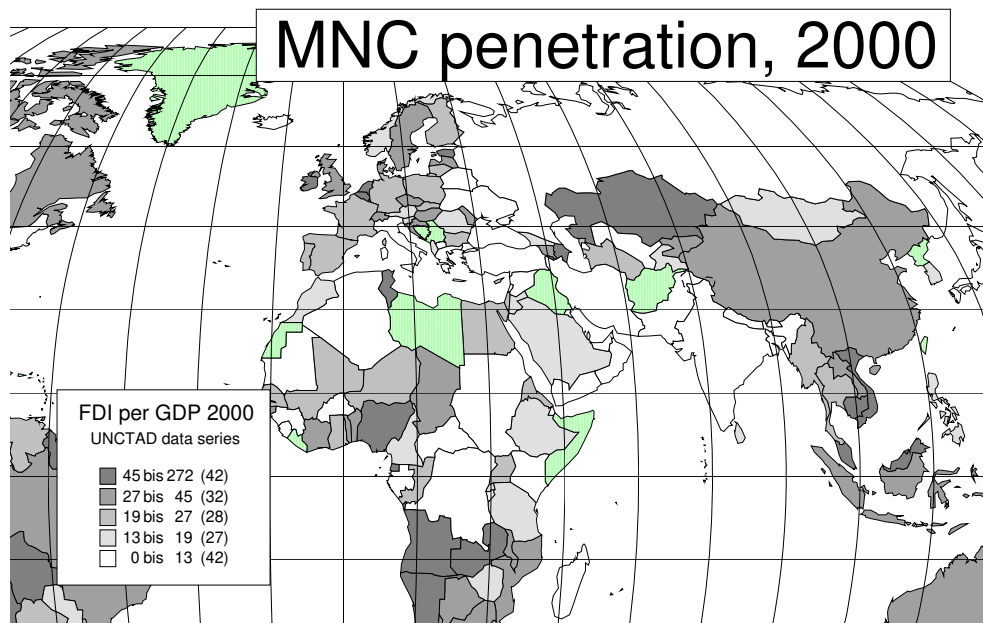 MNC penetration, 2000
FDI per GDP 2000
UNCTAD data series
45 bis 272 (42)
27 bis 45 (32)
19 bis 27 (28)
13 bis 19 (27)
0 bis 13 (42)